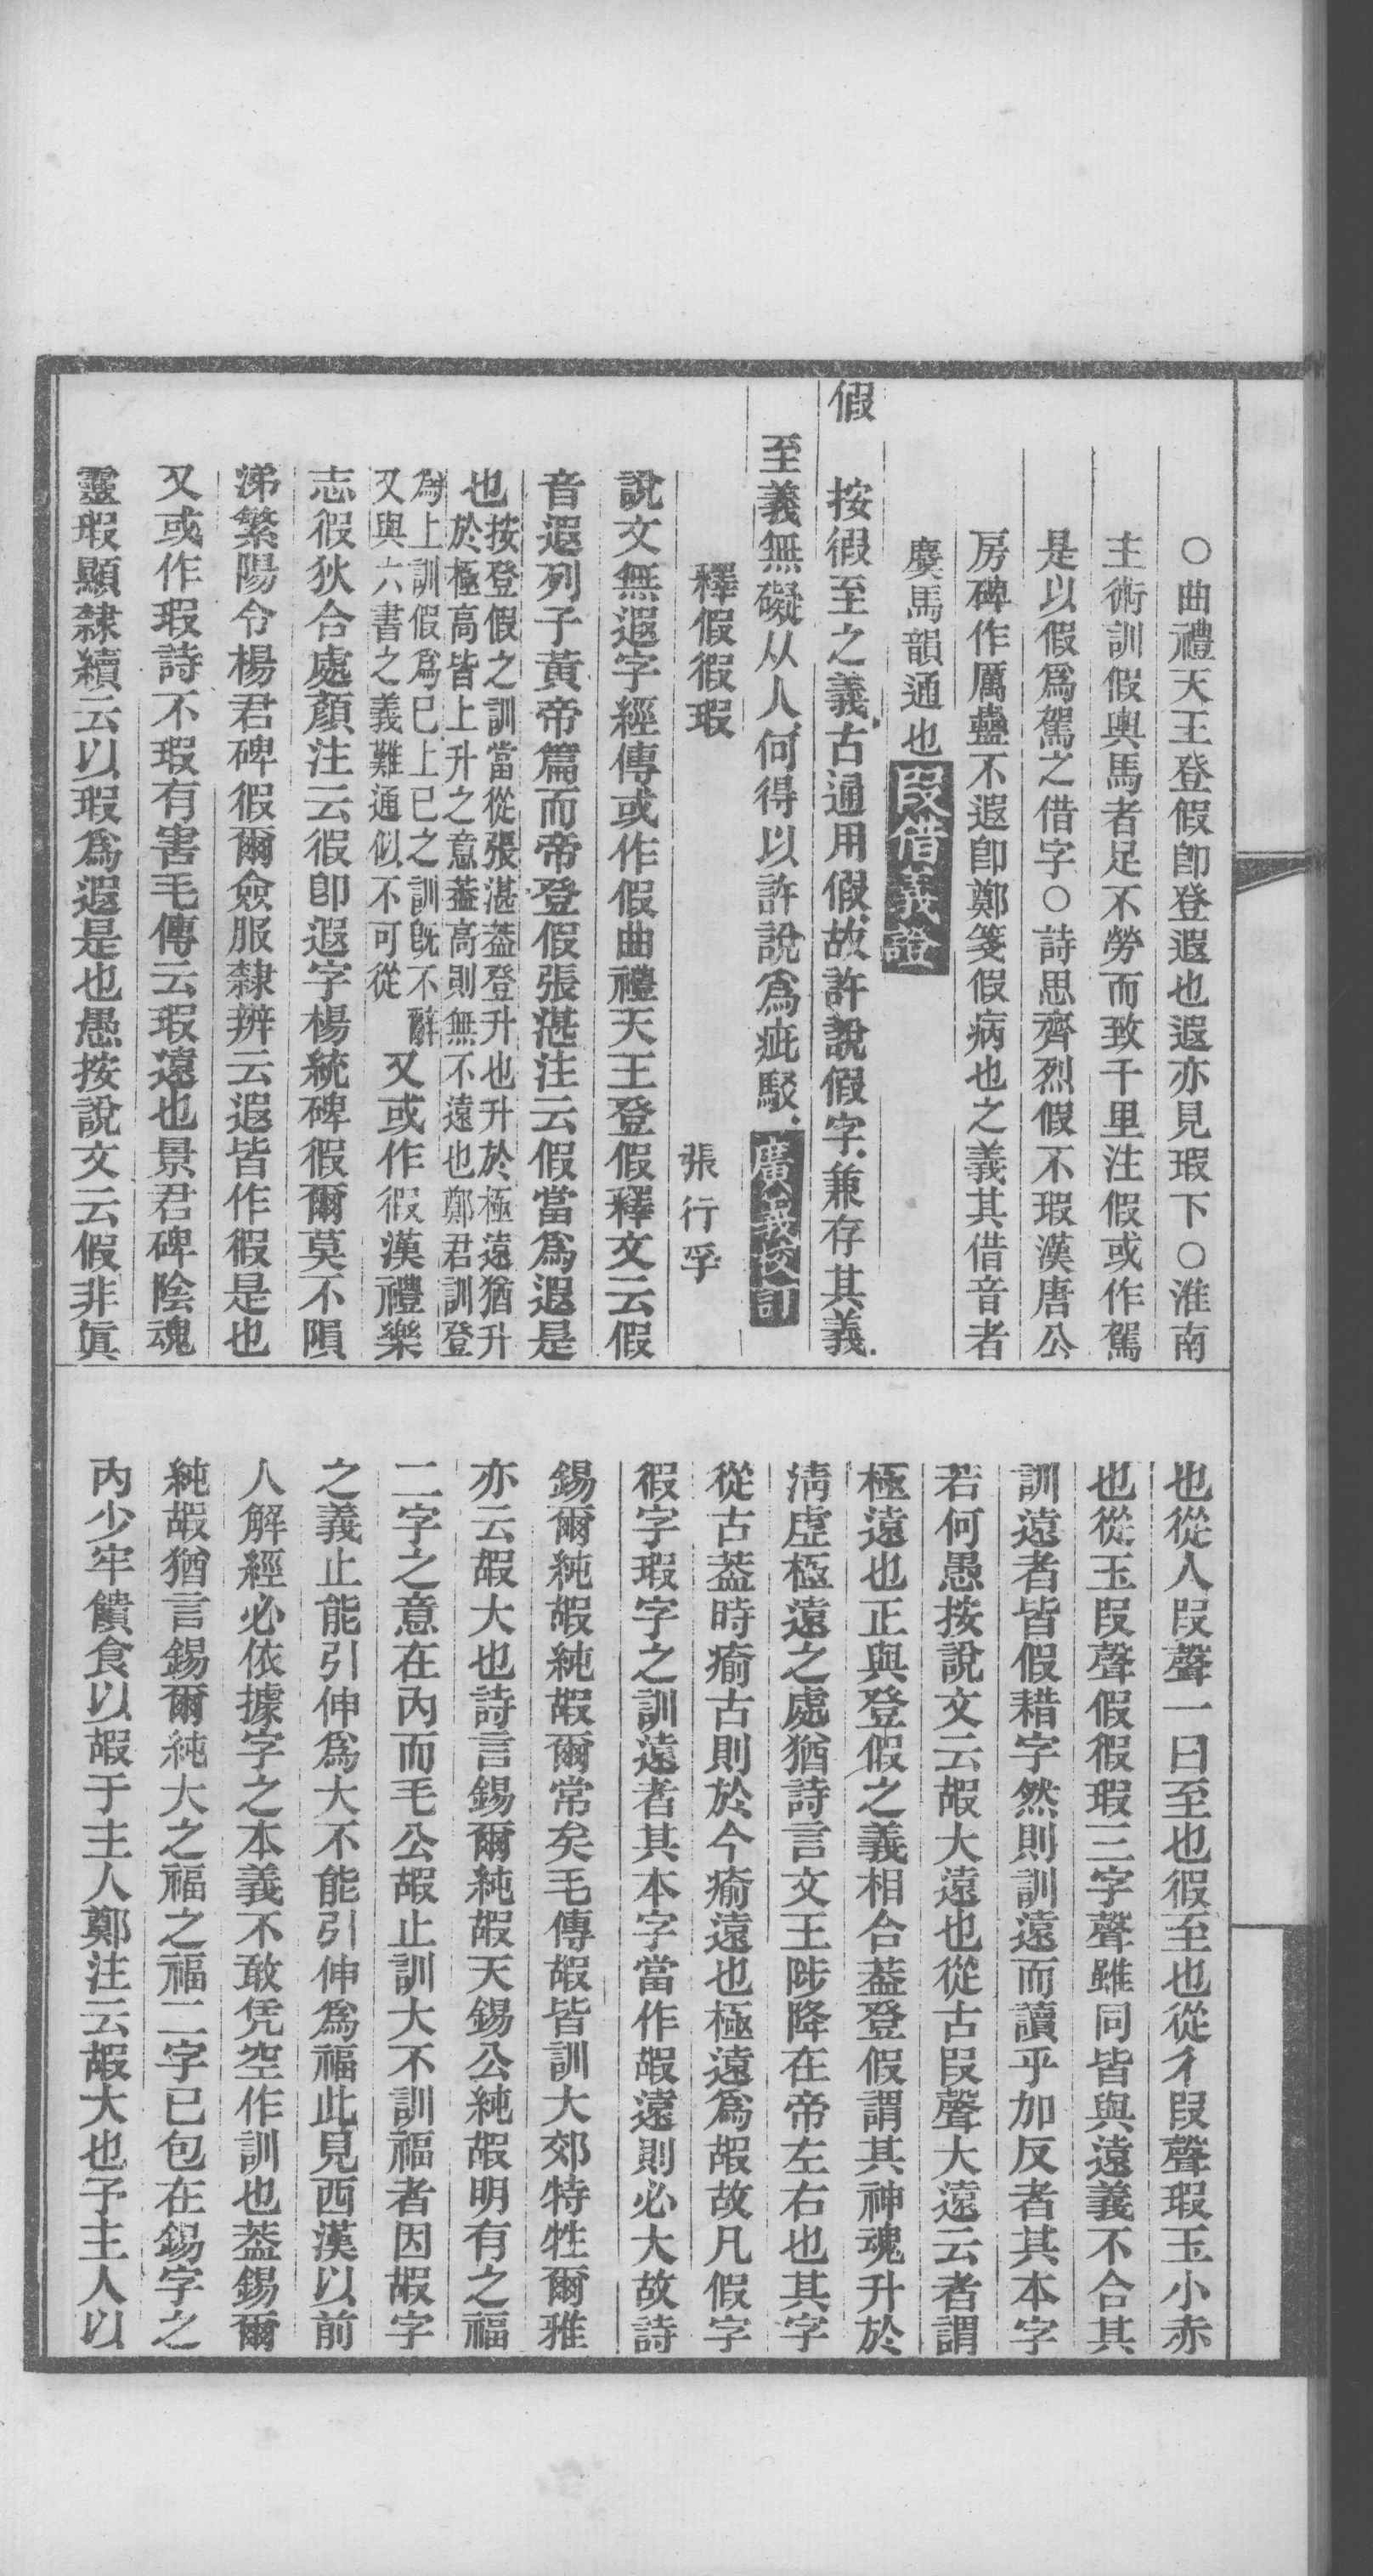 ○曲禮天王登假卽登遐也遐亦見瑕下○淮南
主術訓假輿馬者足不勞而致千里注假或作駕
是以假爲駕之借字○詩思齊烈假不瑕漢唐公
房碑作厲蠱不遐卽鄭箋假病也之義其借音者
麌馬韻通也叚借義證
假　按徦至之義古通用假故許說假字兼存其義
至義無礙从人何得以許說爲疵駁廣義校訂
釋假徦瑕
張行孚
說文無遐字經傳或作假曲禮天王登假釋文云假
音遐列子黃帝篇而帝登假張湛注云假當爲遐是
也按登假之訓當從張湛葢登升也升於極遠猶升
於極高皆上升之意葢高則無不遠也鄭君訓登
爲上訓假爲已上已之訓旣不辭
又與六書之義難通似不可從又或作徦漢禮樂
志徦狄合處顏注云徦卽遐字楊統碑徦爾莫不隕
涕繁陽令楊君碑徦爾僉服隸辨云遐皆作徦是也
又或作瑕詩不瑕有害毛傳云瑕遠也景君碑陰魂
靈瑕顯隸續云以瑕爲遐是也愚按說文云假非眞
也從人叚聲一曰至也徦至也從彳叚聲瑕玉小赤
也從玉叚聲假徦瑕三字聲雖同皆與遠義不合其
訓遠者皆假耤字然則訓遠而讀乎加反者其本字
若何愚按說文云嘏大遠也從古叚聲大遠云者謂
極遠也正與登假之義相合葢登假謂其神魂升於
淸虛極遠之處猶詩言文王陟降在帝左右也其字
從古葢時瘉古則於今瘉遠也極遠爲嘏故凡假字
徦字瑕字之訓遠者其本字當作嘏遠則必大故詩
錫爾純嘏純嘏爾常矣毛傳嘏皆訓大郊特牲爾雅
亦云嘏大也詩言錫爾純嘏天錫公純嘏明有之福
二字之意在內而毛公嘏止訓大不訓福者因嘏字
之義止能引伸爲大不能引伸爲福此見西漢以前
人解經必依據字之本義不敢凭空作訓也葢錫爾
純嘏猶言錫爾純大之福之福二字已包在錫字之
內少牢饋食以嘏于主人鄭注云嘏大也予主人以